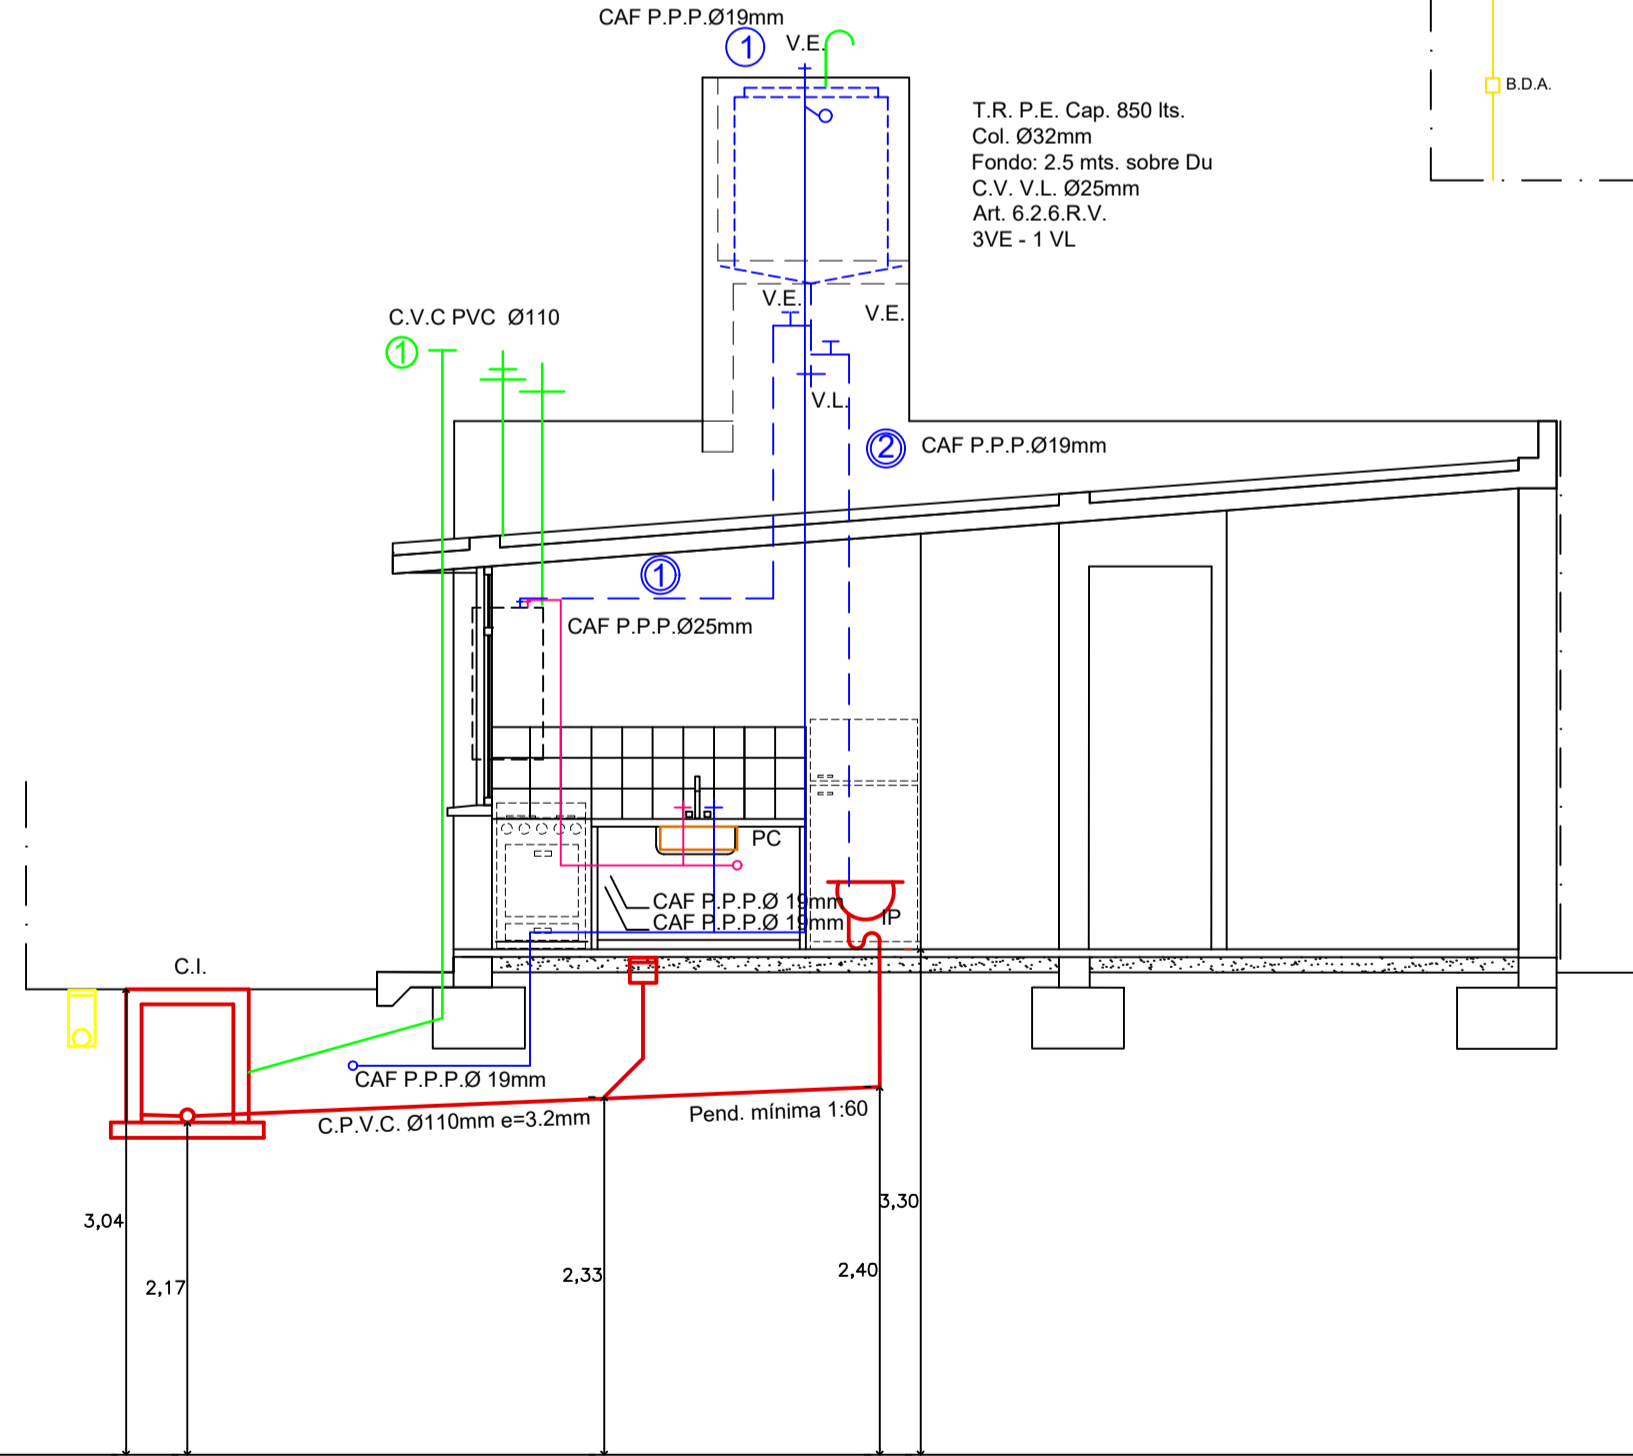 CAF P.P.P.Ø19mm
1
V.E.
B.D.A.
T.R. P.E. Cap. 850 lts.
Col. Ø32mm
Fondo: 2.5 mts. sobre Du
C.V. V.L. Ø25mm
Art. 6.2.6.R.V.
3VE - 1 VL
V.E.
V.E.
C.V.C PVC Ø110
1
V.L.
2
CAF P.P.P.Ø19mm
1
CAF P.P.P.Ø25mm
PC
CAF P.P.P.Ø 19mm
CAF P.P.P.Ø 19mm
IP
C.I.
CAF P.P.P.Ø 19mm
C.P.V.C. Ø110mm e=3.2mm
Pend. mínima 1:60
3,04
2,17
2,33
2,40
3,30